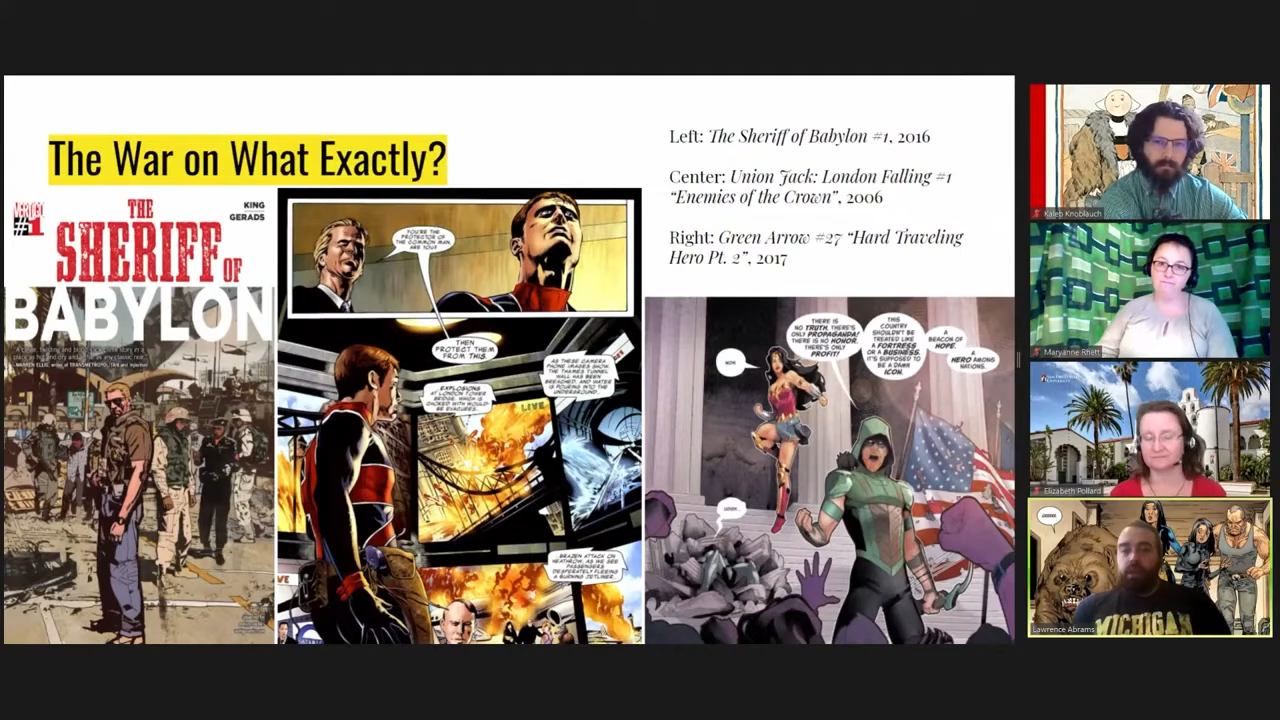 The War on What Exactly?
VERTIGO
#1
KING
GERADS
THE
SHERIFF
OF
BABYLON
YOU'RE THE
PROTECTOR OF
THE COMMON MAN,
ARE YOU?
THEN
PROTECT THEM
FROM THIS.
EXPLOSIONS
AT LONDON TOWER
BRIDGE, WHICH IS
CHOKED WITH WOULD
BE EVACUEES.
AS THESE CAMERA
PHONE IMAGES SHOW,
THE THAMES TUNNEL
WALL HAS BEEN
BREACHED, AND WATER
IS POURING INTO THE
UNDERGROUND.
LIVE
BRAZEN ATTACK ON
HEATHROW, AS WE SEE
PASSENGERS
DESPERATELY FLEEING
A BURNING JETLINER.
Left: The Sheriff of Babylon #1, 2016
Center: Union Jack: London Falling #1
“Enemies of the Crown”, 2006
Right: Green Arrow #27 “Hard Traveling
Hero Pt. 2”, 2017
THERE IS
NO TRUTH, THERE'S
ONLY PROPAGANDA!
THERE IS NO HONOR,
THERE'S ONLY
PROFIT!
THIS
COUNTRY
SHOULDN'T BE
TREATED LIKE
A FORTRESS
OR A BUSINESS.
IT'S SUPPOSED TO
BE A DAMN
ICON.
A
BEACON OF
HOPE.
A
HERO AMONG
NATIONS.
Kaleb Knoblauch
Maryanne Rhett
Elizabeth Pollard
MICHIGAN
Lawrence Abrams